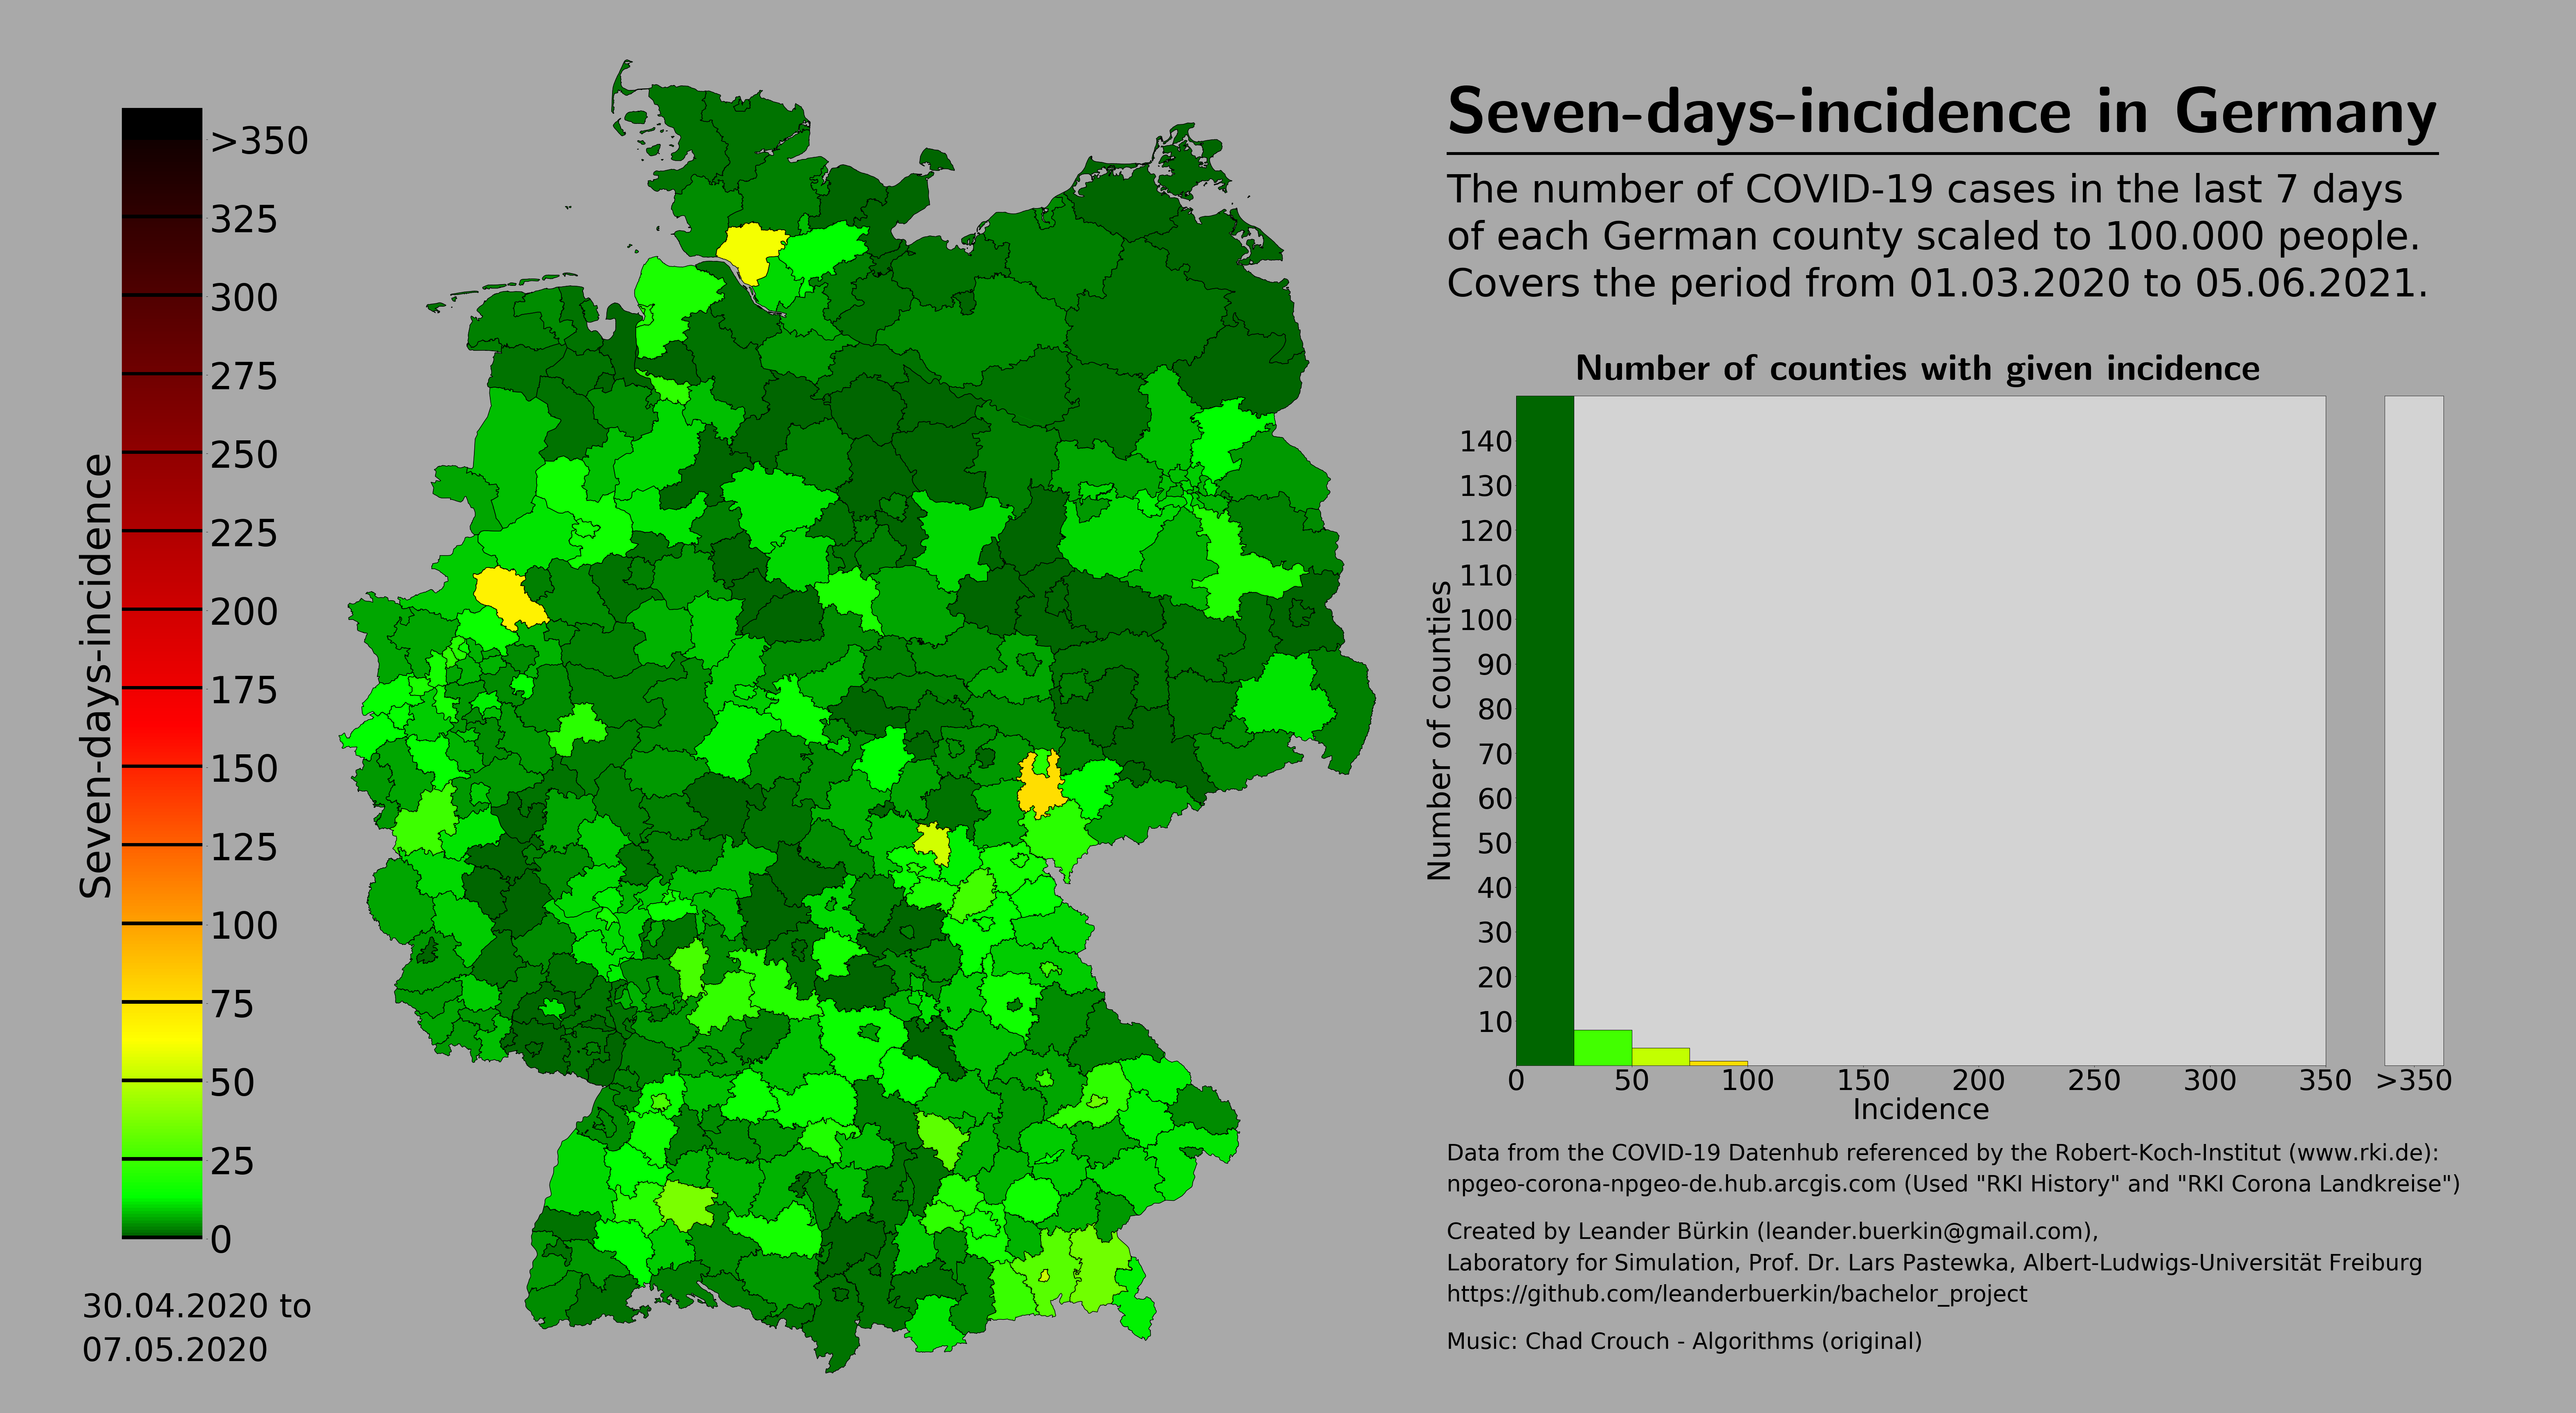 Seven-days-incidence in Germany
The number of COVID-19 cases in the last 7 days
of each German county scaled to 100.000 people.
Covers the period from 01.03.2020 to 05.06.2021.
Seven-days-incidence
>350
325
300
275
250
225
200
175
150
125
100
75
50
25
0
30.04.2020 to
07.05.2020
Number of counties with given incidence
Number of counties
140
130
120
110
100
90
80
70
60
50
40
30
20
10
0 50 100 150 200 250 300 350 >350
Incidence
Data from the COVID-19 Datenhub referenced by the Robert-Koch-Institut (www.rki.de):
npgeo-corona-npgeo-de.hub.arcgis.com (Used "RKI History" and "RKI Corona Landkreise")
Created by Leander Bürkin (leander.buerkin@gmail.com),
Laboratory for Simulation, Prof. Dr. Lars Pastewka, Albert-Ludwigs-Universität Freiburg
https://github.com/leanderbuerkin/bachelor_project
Music: Chad Crouch - Algorithms (original)